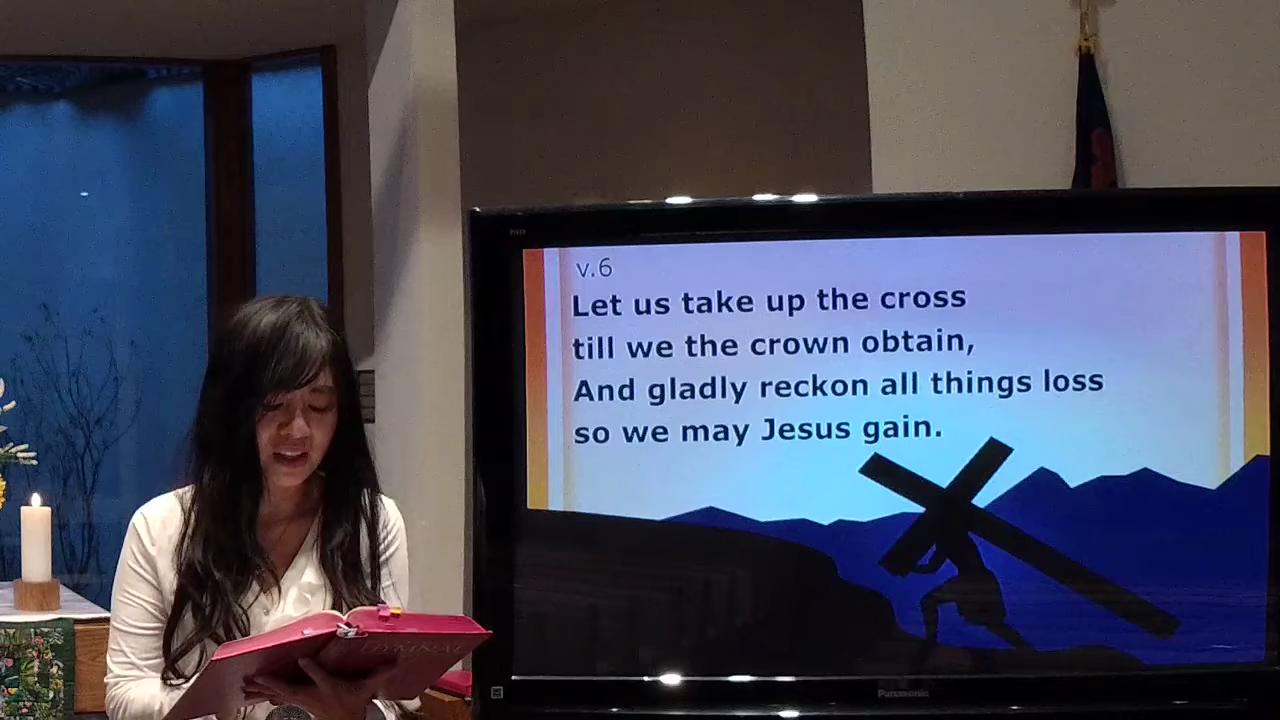 v.6
Let us take up the cross
till we the crown obtain,
And gladly reckon all things loss
so we may Jesus gain.
HYMNAL
Panasonic